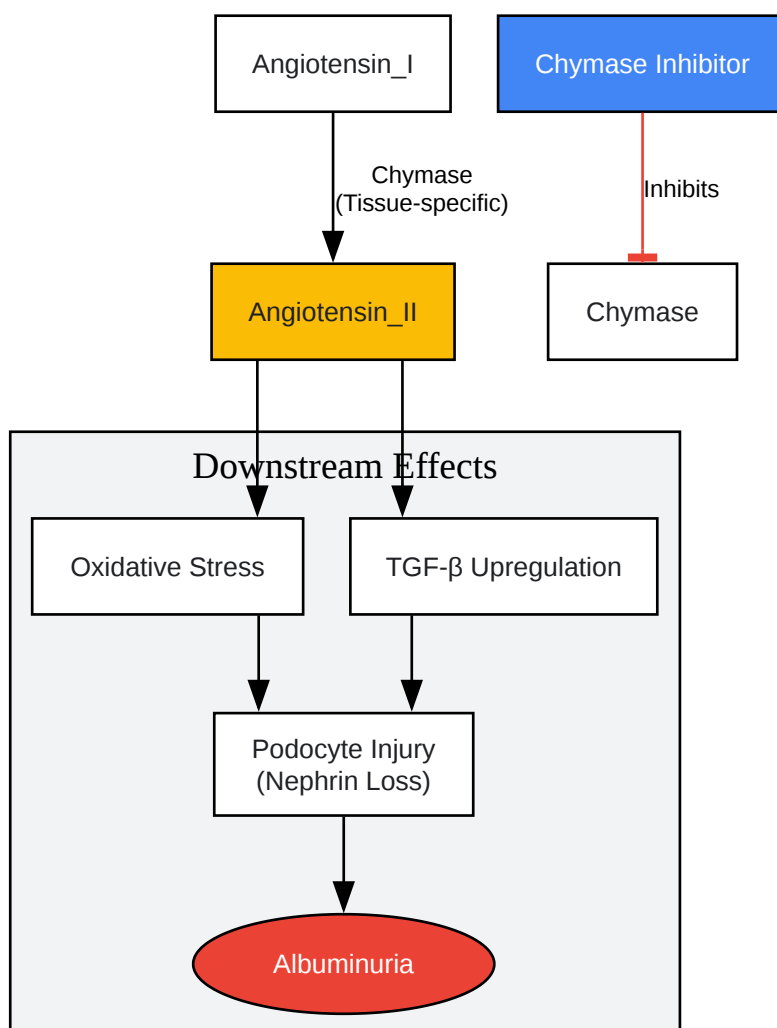 Angiotensin_I
Chymase Inhibitor
Chymase
(Tissue-specific)
Inhibits
Angiotensin_II
Chymase
Downstream Effects
Oxidative Stress
TGF-β Upregulation
Podocyte Injury
(Nephrin Loss)
Albuminuria